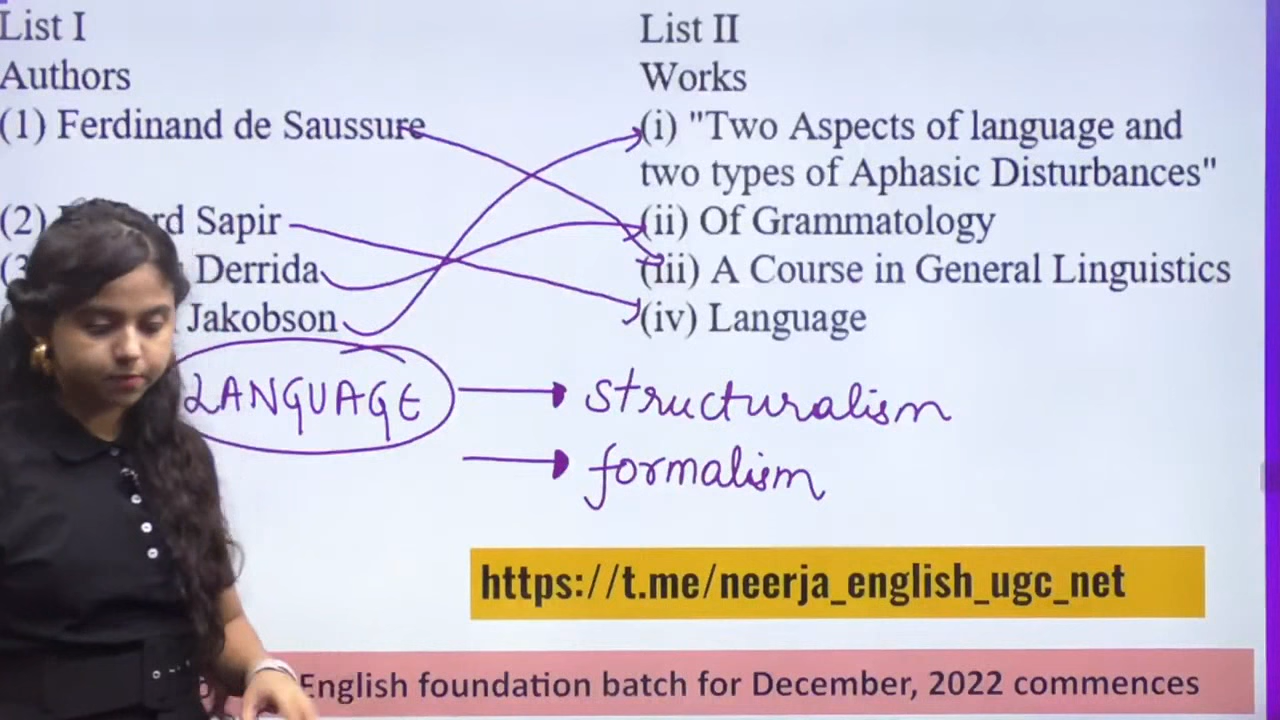 List I
Authors
(1) Ferdinand de Saussure
(2) Sapir
Derrida
Jakobson
List II
Works
(i) "Two Aspects of language and
two types of Aphasic Disturbances"
(ii) Of Grammatology
(iii) A Course in General Linguistics
(iv) Language
LANGUAGE
structuralism
formalism
https://t.me/neerja_english_ugc_net
English foundation batch for December, 2022 commences